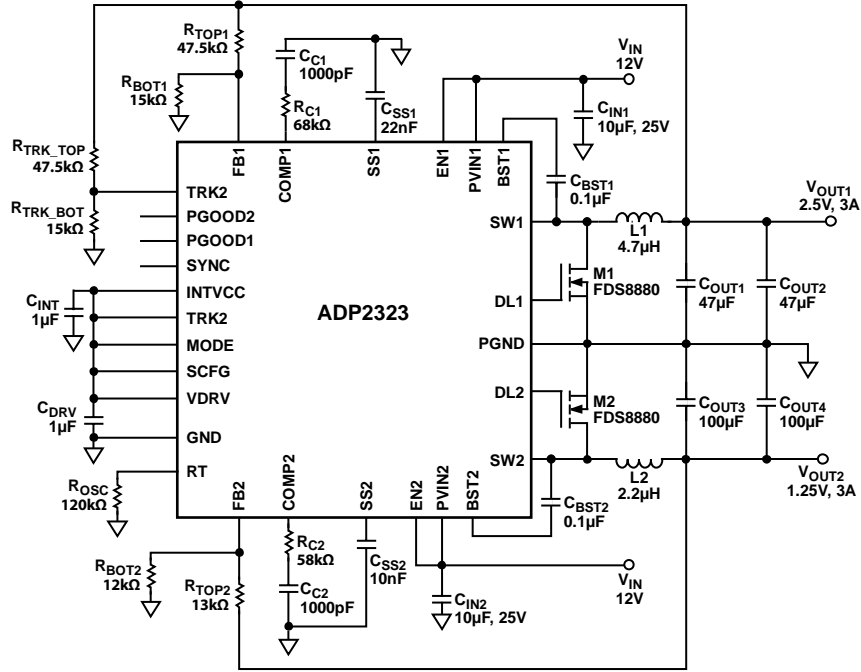 RTOP1
47.5kΩ
CC1
1000pF
RBOT1
15kΩ
RC1
68kΩ
CSS1
22nF
VIN
12V
CIN1
10µF, 25V
RTRK_TOP
47.5kΩ
RTRK_BOT
15kΩ
FB1
COMP1
SS1
EN1
PVIN1
BST1
CBST1
0.1µF
TRK2
PGOOD2
PGOOD1
SYNC
INTVCC
TRK2
MODE
SCFG
VDRV
GND
RT
CINT
1µF
CDRV
1µF
ROSC
120kΩ
ADP2323
SW1
DL1
PGND
DL2
SW2
L1
4.7µH
VOUT1
2.5V, 3A
M1
FDS8880
COUT1
47µF
COUT2
47µF
M2
FDS8880
COUT3
100µF
COUT4
100µF
L2
2.2µH
VOUT2
1.25V, 3A
FB2
COMP2
SS2
EN2
PVIN2
BST2
CBST2
0.1µF
RBOT2
12kΩ
RTOP2
13kΩ
RC2
58kΩ
CC2
1000pF
CSS2
10nF
CIN2
10µF, 25V
VIN
12V